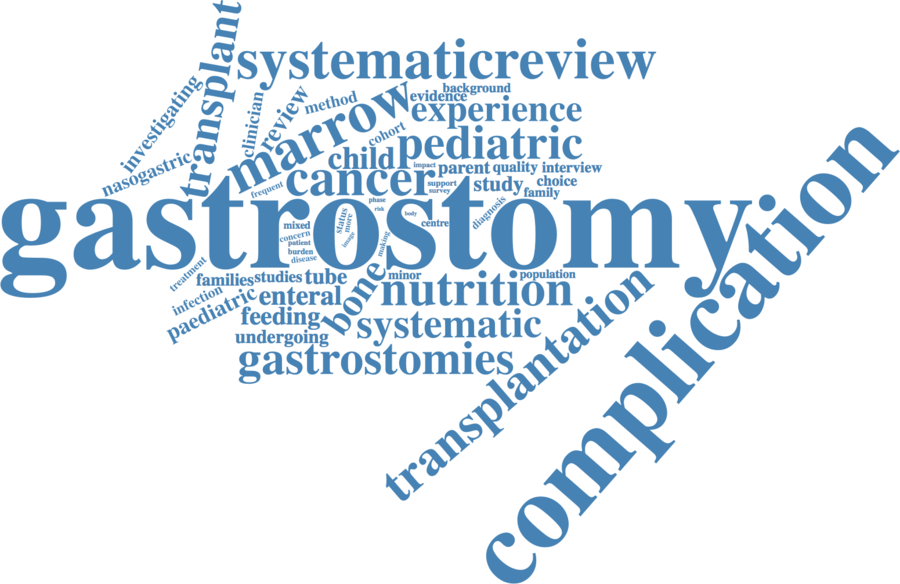 transplant
systematicreview
investigating
clinician
review
method
marrow
background
evidence
experience
cohort
nasogastric
child
pediatric
impact
parent
quality
interview
frequent
cancer
support
survey
study
choice
family
phase
risk
gastrostomy
complication
mixed
concern
patient
burden
disease
status
more
image
body
centre
diagnosis
making
treatment
families
studies
tube
bone
minor
population
infection
paediatric
enteral
nutrition
feeding
undergoing
systematic
gastrostomies
transplantation